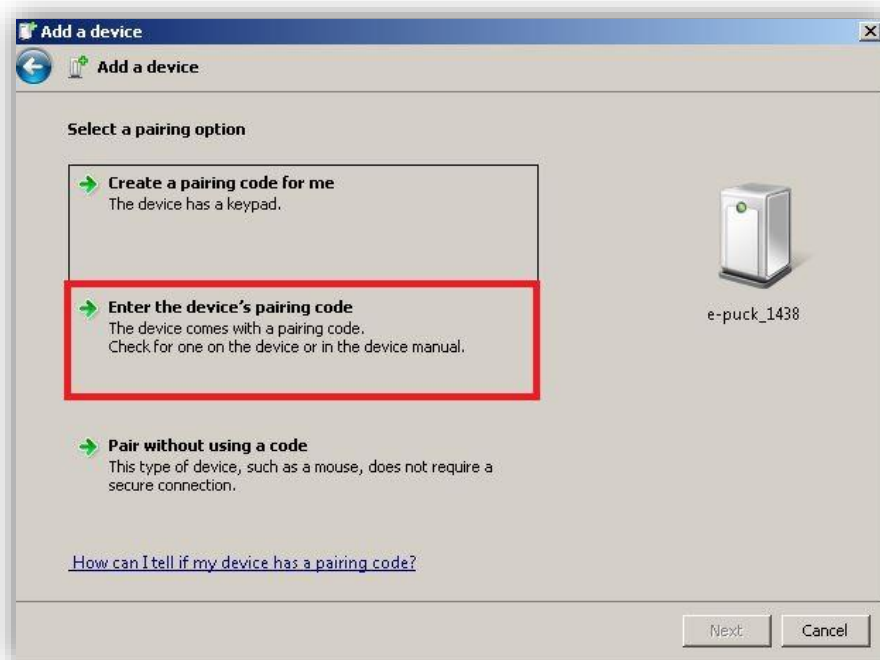 Add a device
Add a device
Select a pairing option
Create a pairing code for me
The device has a keypad.
Enter the device's pairing code
The device comes with a pairing code.
Check for one on the device or in the device manual.
e-puck_1438
Pair without using a code
This type of device, such as a mouse, does not require a
secure connection.
How can I tell if my device has a pairing code?
Next
Cancel